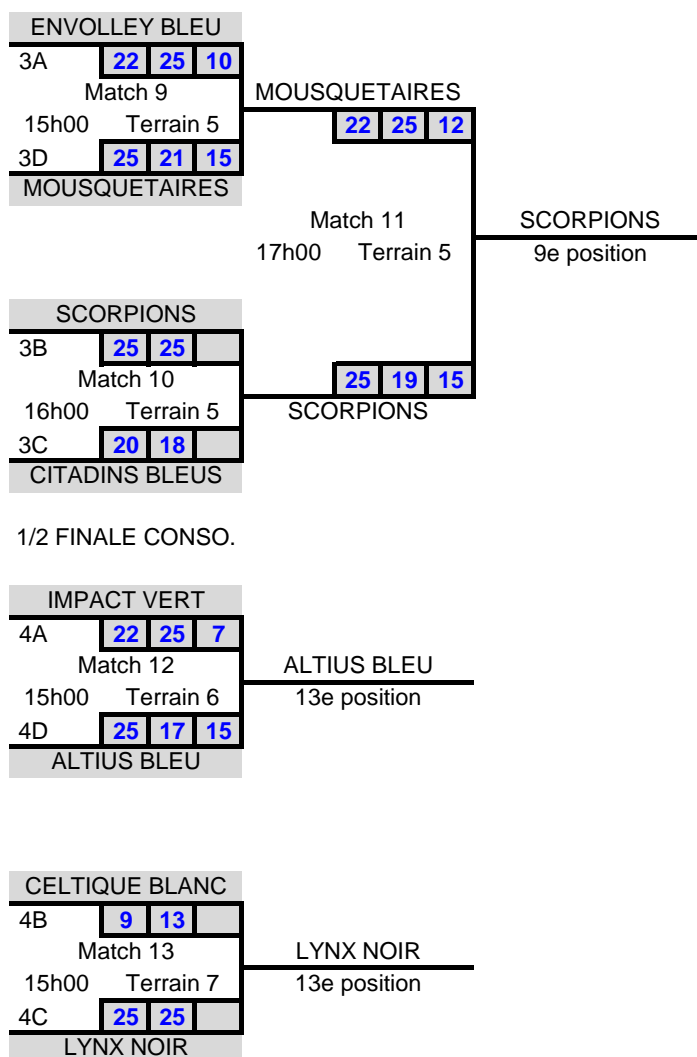 ENVOLLEY BLEU
3A 22 25 10
Match 9 MOUSQUETAIRES
15h00 Terrain 5 22 25 12
3D 25 21 15
MOUSQUETAIRES
Match 11 SCORPIONS
17h00 Terrain 5 9e position
SCORPIONS
3B 25 25
Match 10 25 19 15
16h00 Terrain 5 SCORPIONS
3C 20 18
CITADINS BLEUS
1/2 FINALE CONSO.
IMPACT VERT
4A 22 25 7
Match 12 ALTIUS BLEU
15h00 Terrain 6 13e position
4D 25 17 15
ALTIUS BLEU
CELTIQUE BLANC
4B 9 13
Match 13 LYNX NOIR
15h00 Terrain 7 13e position
4C 25 25
LYNX NOIR